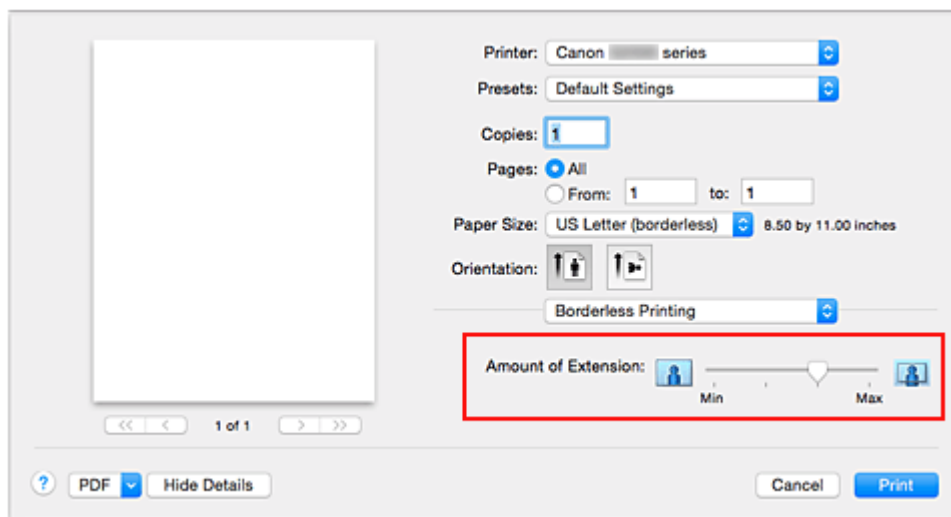 Printer: Canon series
Presets: Default Settings
Copies: 1
Pages: All
From: 1 to: 1
Paper Size: US Letter (borderless) 8.50 by 11.00 inches
Orientation:
Borderless Printing
Amount of Extension:
Min Max
<< < 1 of 1 > >>
? PDF Hide Details Cancel Print